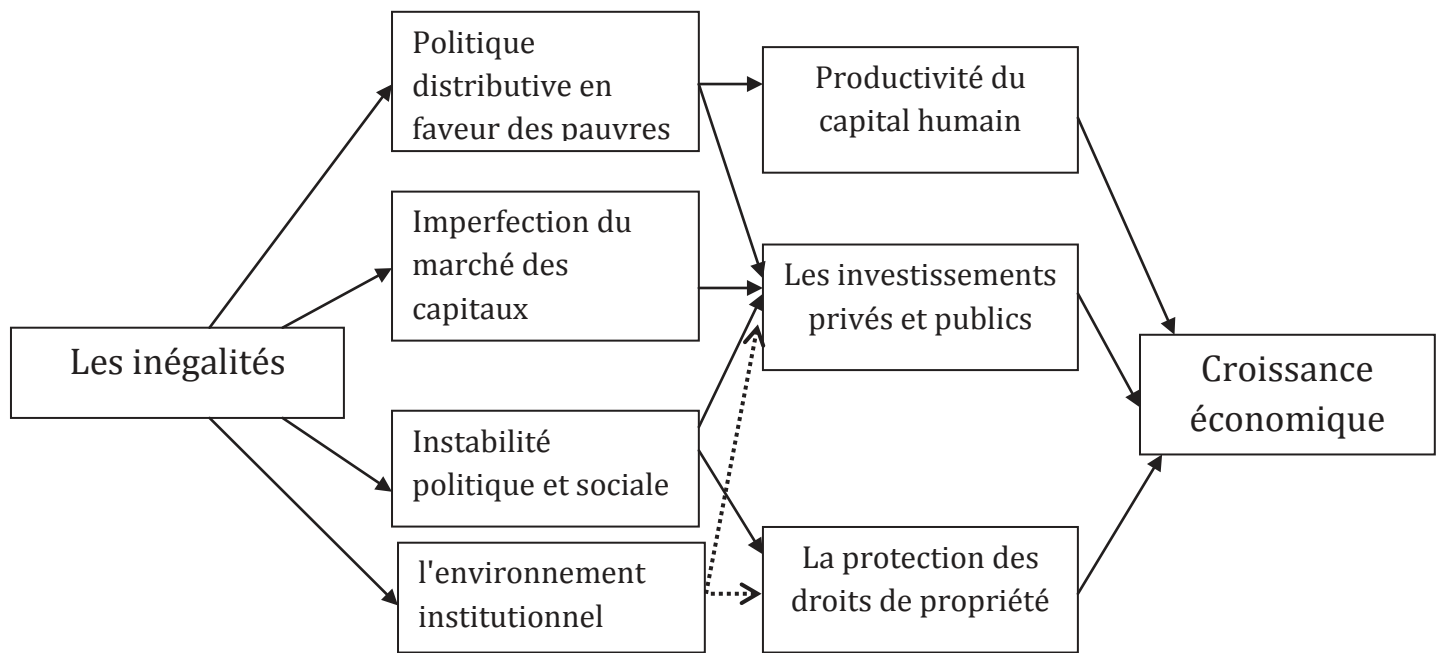 Politique
distributive en
faveur des pauvres
Productivité du
capital humain
Imperfection du
marché des
capitaux
Les investissements
privés et publics
Les inégalités
Croissance
économique
Instabilité
politique et sociale
l'environnement
institutionnel
La protection des
droits de propriété